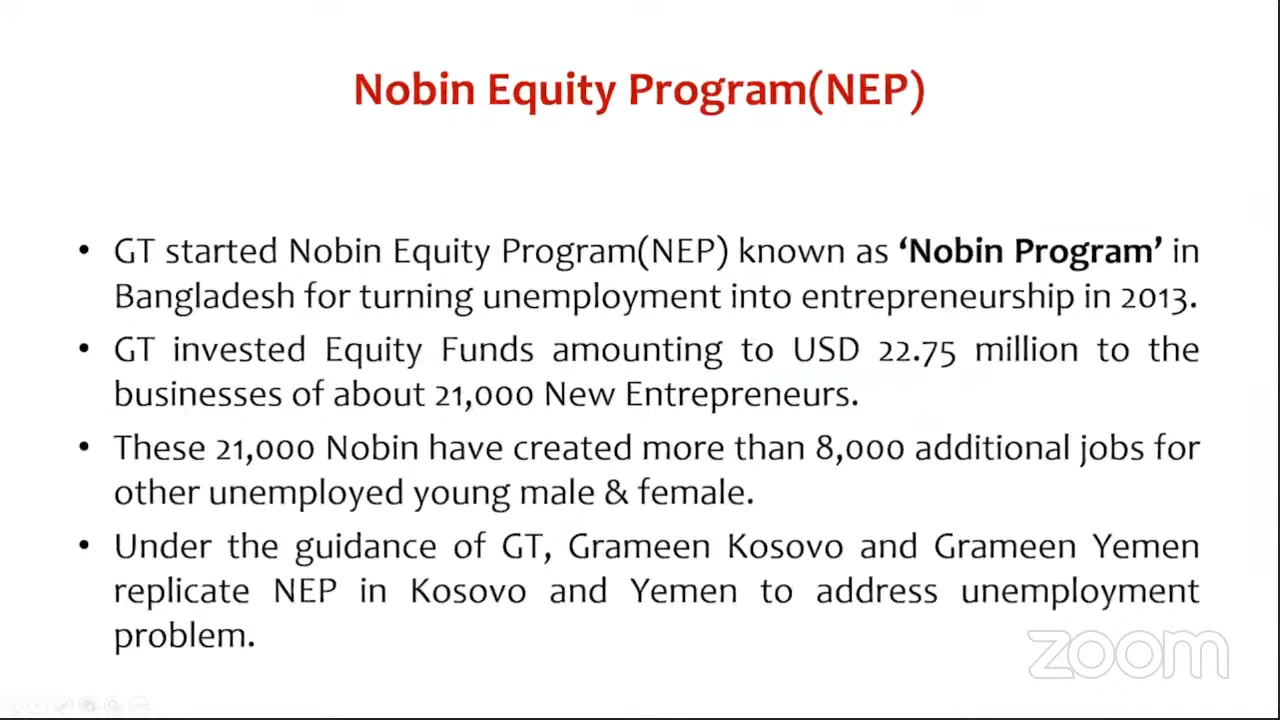 Nobin Equity Program(NEP)
• GT started Nobin Equity Program(NEP) known as ‘Nobin Program’ in
Bangladesh for turning unemployment into entrepreneurship in 2013.
• GT invested Equity Funds amounting to USD 22.75 million to the
businesses of about 21,000 New Entrepreneurs.
• These 21,000 Nobin have created more than 8,000 additional jobs for
other unemployed young male & female.
• Under the guidance of GT, Grameen Kosovo and Grameen Yemen
replicate NEP in Kosovo and Yemen to address unemployment
problem.
zoom